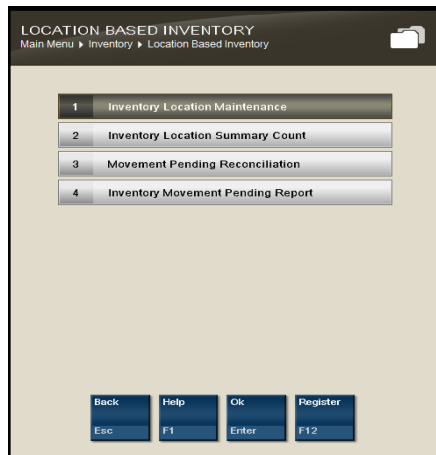 LOCATION BASED INVENTORY
Main Menu ▸ Inventory ▸ Location Based Inventory
1 Inventory Location Maintenance
2 Inventory Location Summary Count
3 Movement Pending Reconciliation
4 Inventory Movement Pending Report
Back Help Ok Register
Esc F1 Enter F12